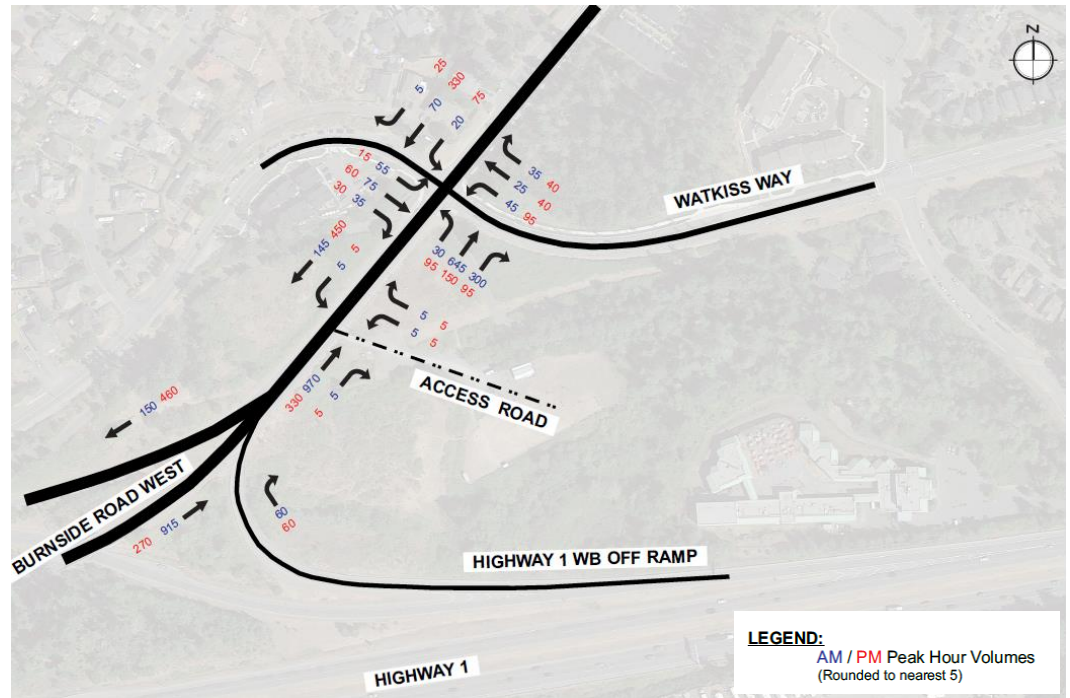 N
25 330 75
5 70 20
15 55
60 75
30 35
35 40
25 40
45 95
WATKISS WAY
145 450
5 5
30 645 300
95 150 95
5 5
5 5
ACCESS ROAD
330 970
5 5
150 460
BURNSIDE ROAD WEST
270 915
60
60
HIGHWAY 1 WB OFF RAMP
HIGHWAY 1
LEGEND:
AM / PM Peak Hour Volumes
(Rounded to nearest 5)